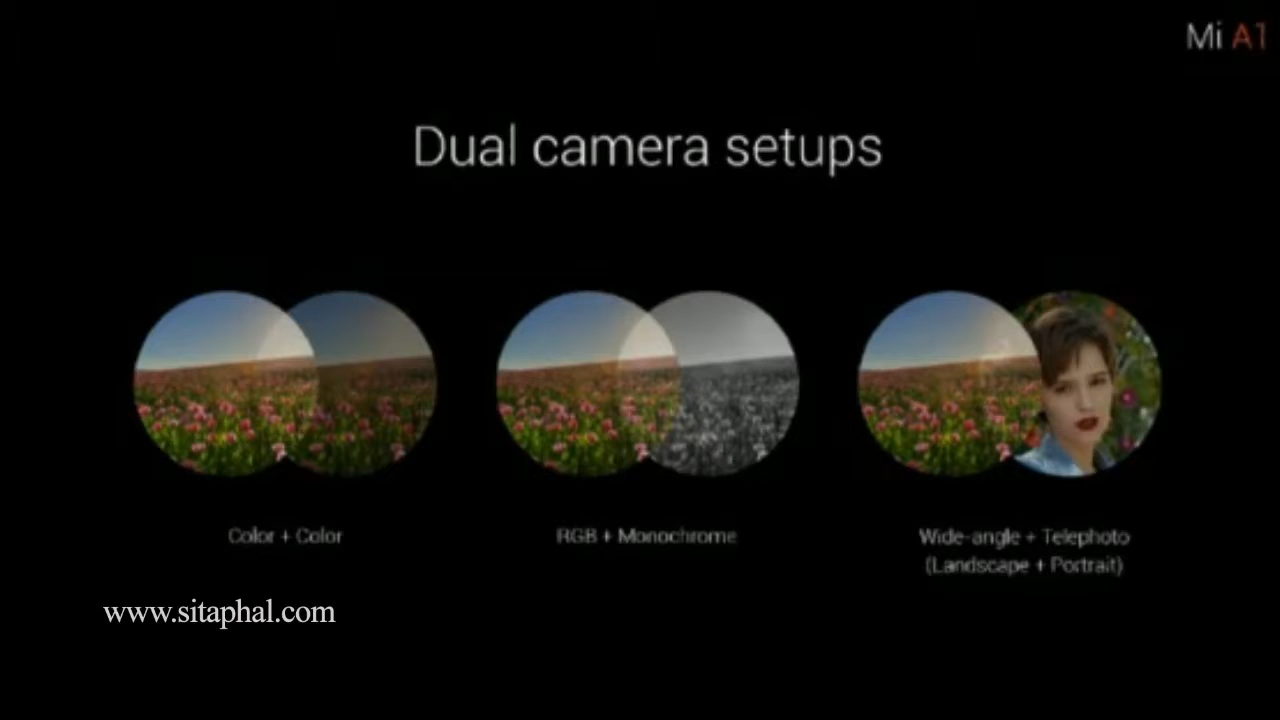 Mi A1
Dual camera setups
Color + Color
RGB + Monochrome
Wide-angle + Telephoto
(Landscape + Portrait)
www.sitaphal.com